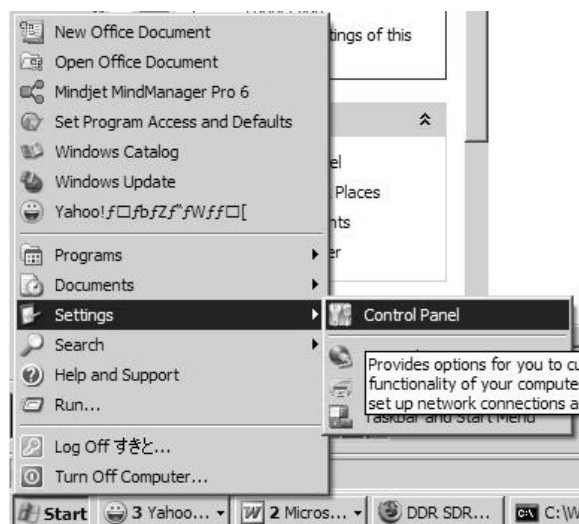 New Office Document
Open Office Document
Mindjet MindManager Pro 6
Set Program Access and Defaults
Windows Catalog
Windows Update
Yahoo!ƒ□ƒbƒZƒ“ƒWƒƒ□[
Programs
Documents
Settings
Search
Help and Support
Run...
Log Off すきと...
Turn Off Computer...
tings of this
el
Places
nts
er
Control Panel
Provides options for you to cu
functionality of your compute
set up network connections a
Taskbar and Start Menu
Start
3 Yahoo...
2 Micros...
DDR SDR...
C:\W